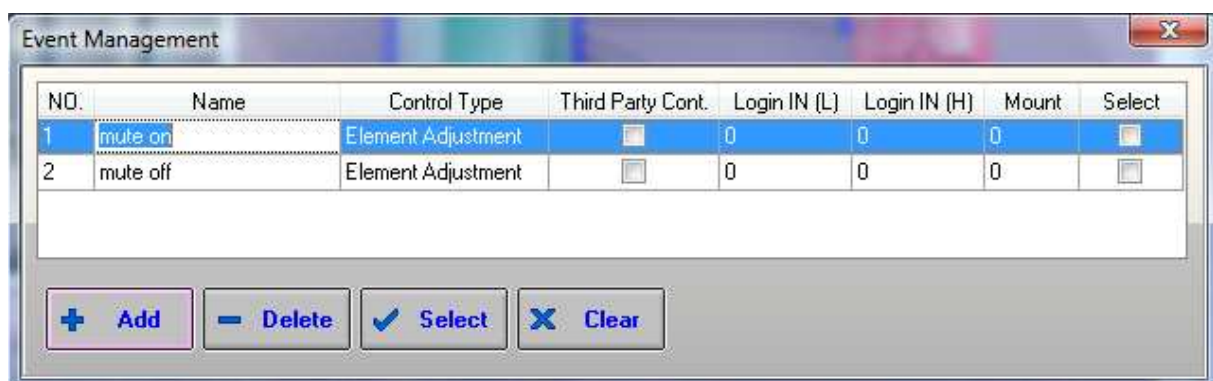 Event Management
NO. Name Control Type Third Party Cont. Login IN (L) Login IN (H) Mount Select
1 mute on Element Adjustment 0 0 0
2 mute off Element Adjustment 0 0 0
Add Delete Select Clear